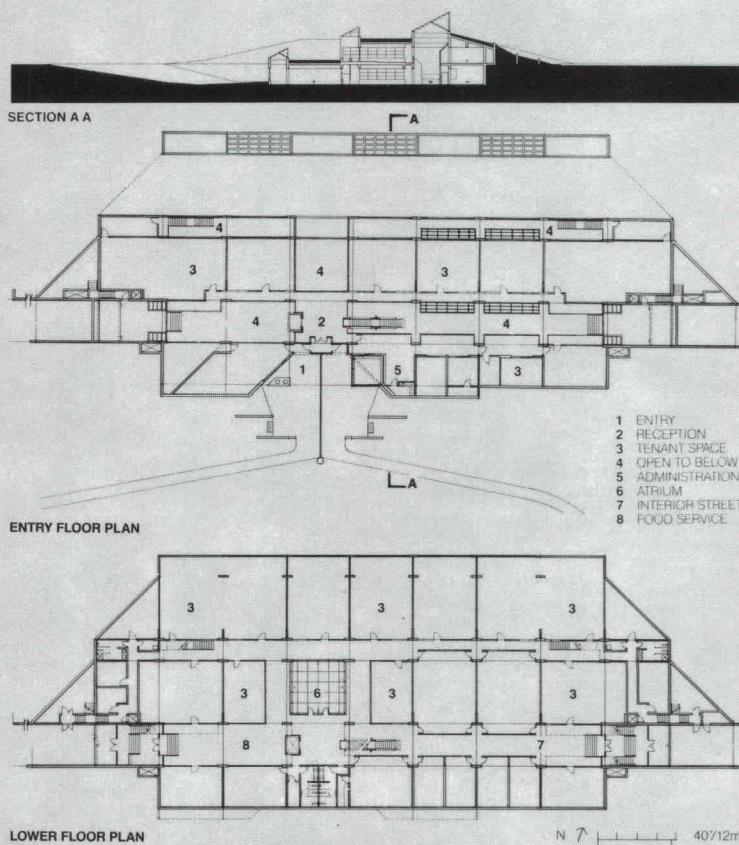 SECTION A A
A
4
4
3
4
3
4
2
4
1
5
3
1 ENTRY
2 RECEPTION
3 TENANT SPACE
4 OPEN TO BELOW
5 ADMINISTRATION
6 ATRIUM
7 INTERIOR STREET
8 FOOD SERVICE
A
ENTRY FLOOR PLAN
3
3
3
3
6
3
3
8
7
LOWER FLOOR PLAN
N
40'/12m